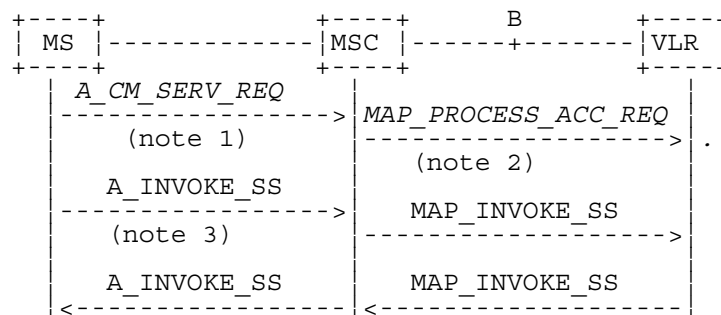 +-----+ +-----+ B +-----
| MS |-------------|MSC |------+-------|VLR
+-----+ +-----+ +-----
| A_CM_SERV_REQ | |
|----------------->|MAP_PROCESS_ACC_REQ |
| (note 1) |------------------->|.
| | (note 2) |
| A_INVOKE_SS | |
|----------------->| MAP_INVOKE_SS |
| (note 3) |------------------->|
| | |
| A_INVOKE_SS | MAP_INVOKE_SS |
|<-----------------|<-------------------|